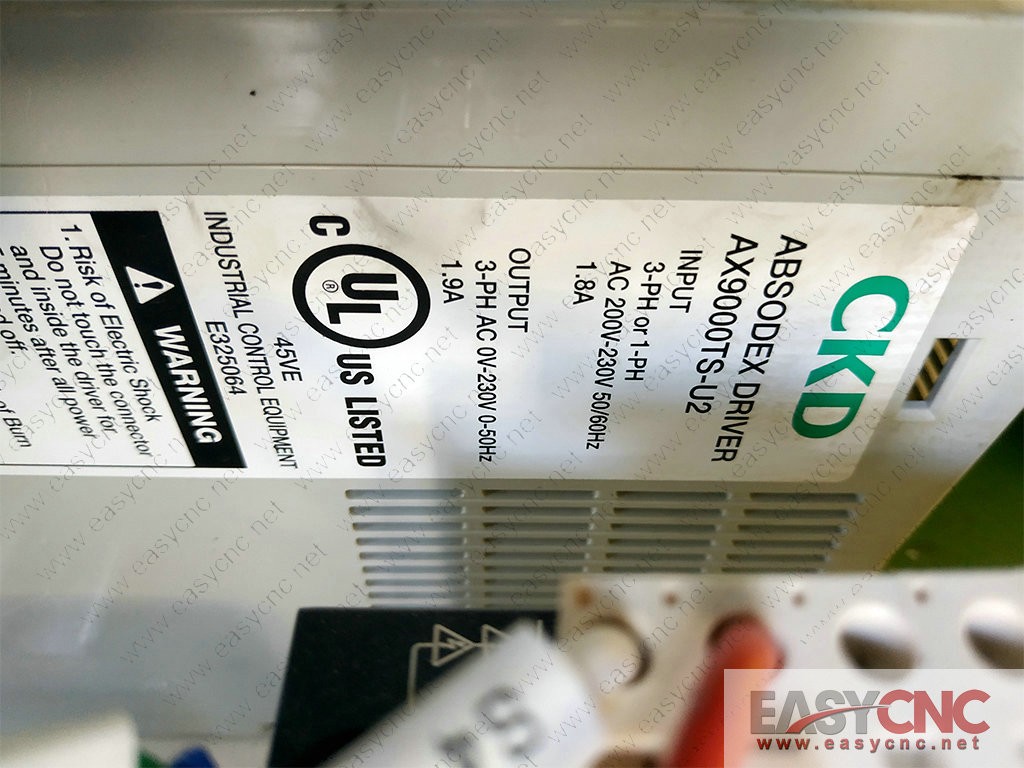 CKD
ABSODEX DRIVER
AX9000TS-U2
INPUT
3-PH or 1-PH
AC 200V-230V 50/60Hz
1.8A
OUTPUT
3-PH AC 0V-230V 0-50Hz
1.9A
C UL US LISTED
®
45VE
INDUSTRIAL CONTROL EQUIPMENT
E325064
WARNING
1. Risk of Electric Shock
Do not touch the connector
and inside the driver for
minutes after all power
off.
of Burn
EASYCNC
www.easycnc.net